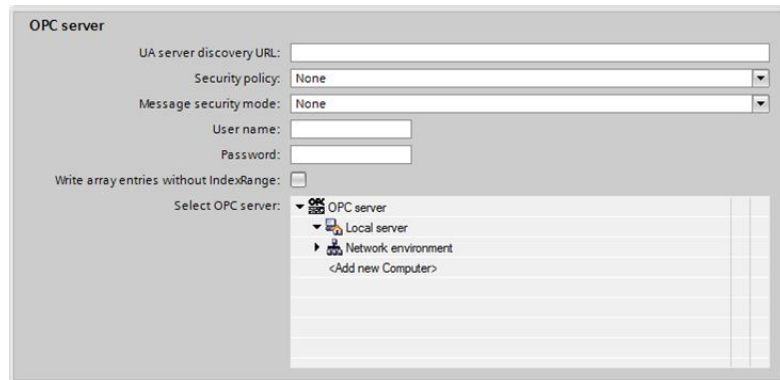 OPC server
UA server discovery URL:
Security policy: None
Message security mode: None
User name:
Password:
Write array entries without IndexRange:
Select OPC server: OPC server
Local server
Network environment
<Add new Computer>